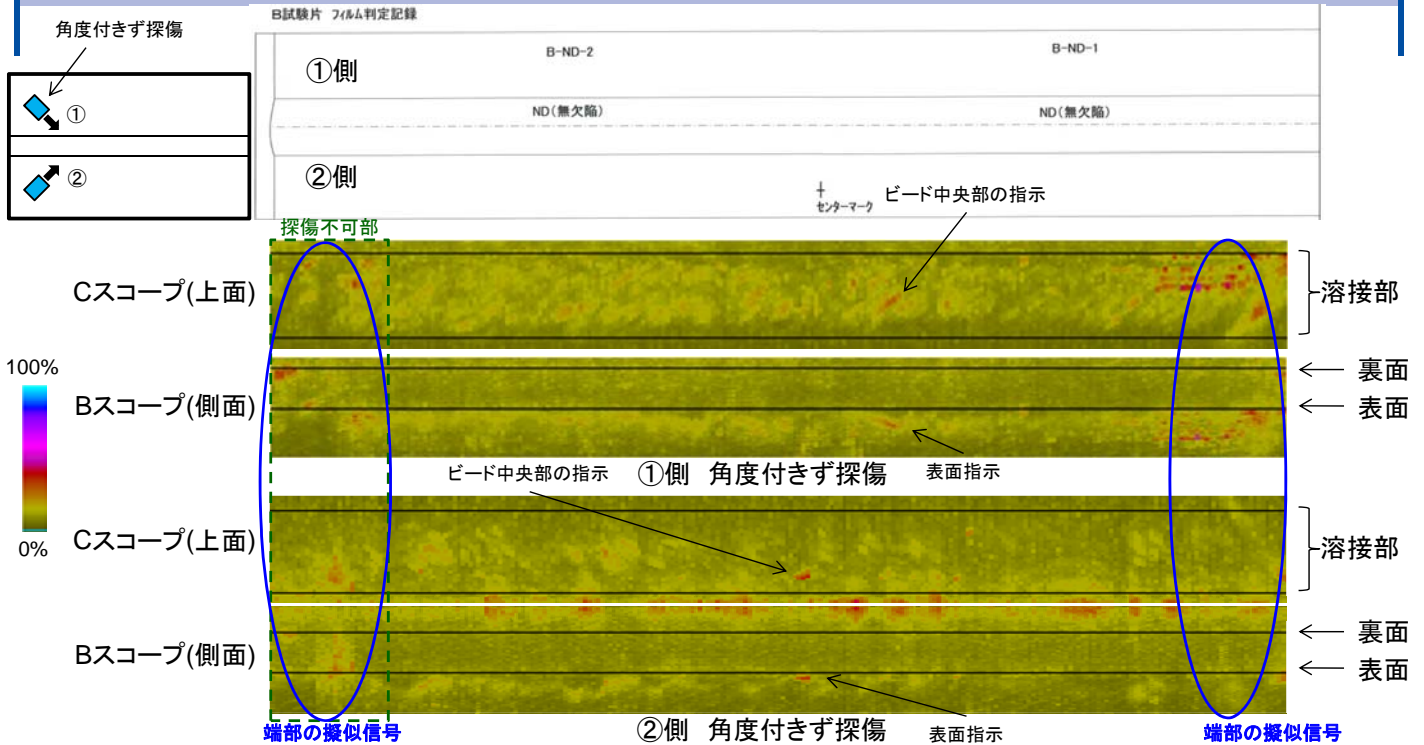 B試験片 フィルム判定記録
角度付きず探傷
①
②
①側
B-ND-2
B-ND-1
ND(無欠陥)
ND(無欠陥)
②側
センターマーク
ビード中央部の指示
探傷不可部
Cスコープ(上面)
溶接部
100%
0%
Bスコープ(側面)
裏面
表面
ビード中央部の指示
①側 角度付きず探傷
表面指示
Cスコープ(上面)
溶接部
Bスコープ(側面)
裏面
表面
端部の擬似信号
②側 角度付きず探傷
表面指示
端部の擬似信号